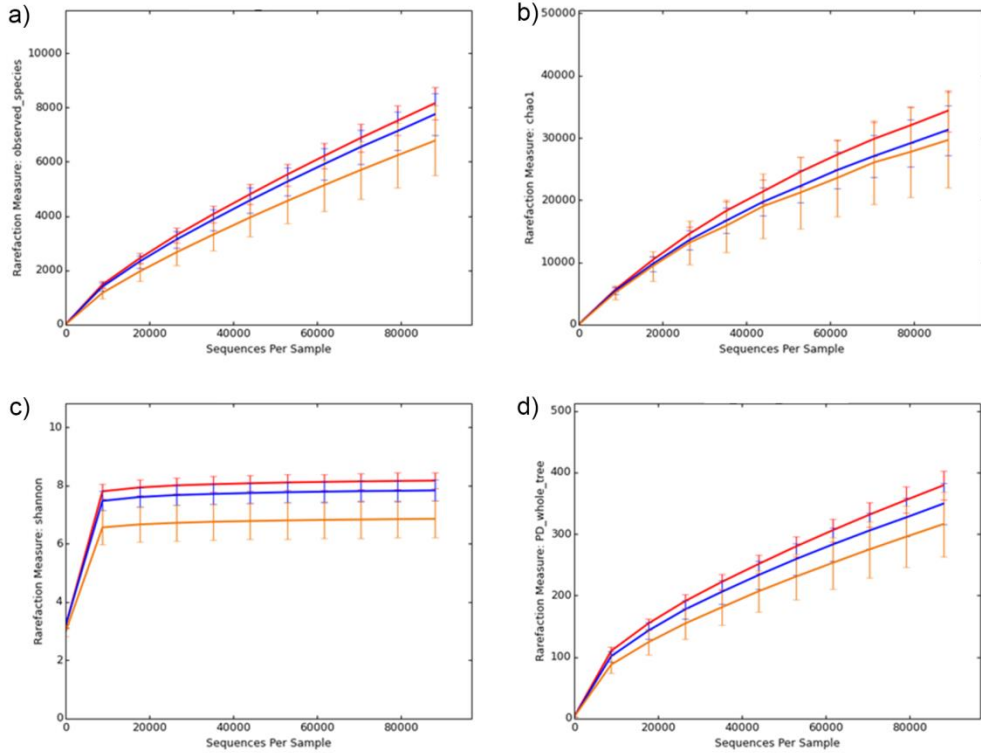 a)
10000
8000
6000
4000
2000
0
Rarefaction Measure: observed_species
0 20000 40000 60000 80000
Sequences Per Sample
b)
50000
40000
30000
20000
10000
0
Rarefaction Measure: chao1
0 20000 40000 60000 80000
Sequences Per Sample
c)
10
8
6
4
2
0
Rarefaction Measure: shannon
0 20000 40000 60000 80000
Sequences Per Sample
d)
500
400
300
200
100
0
Rarefaction Measure: PD_whole_tree
0 20000 40000 60000 80000
Sequences Per Sample